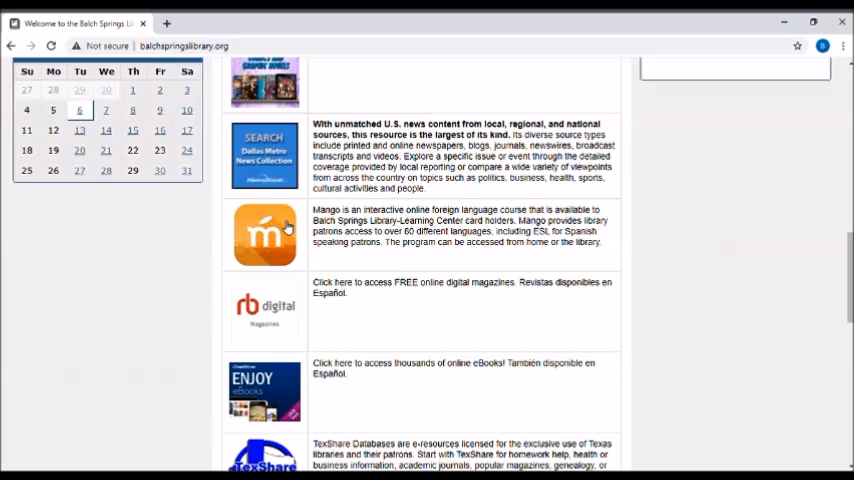 Welcome to the Balch Springs Li
Not secure
balchspringslibrary.org
B
Su Mo Tu We Th Fr Sa
27 28 29 30 1 2 3
4 5 6 7 8 9 10
11 12 13 14 15 16 17
18 19 20 21 22 23 24
25 26 27 28 29 30 31
GRAPHIC NOVELS
SEARCH
Dallas Metro
News Collection
With unmatched U.S. news content from local, regional, and national
sources, this resource is the largest of its kind. Its diverse source types
include printed and online newspapers, blogs, journals, newswires, broadcast
transcripts and videos. Explore a specific issue or event through the detailed
coverage provided by local reporting or compare a wide variety of viewpoints
from across the country on topics such as politics, business, health, sports,
cultural activities and people.
m
Mango is an interactive online foreign language course that is available to
Balch Springs Library-Learning Center card holders. Mango provides library
patrons access to over 80 different languages, including ESL for Spanish
speaking patrons. The program can be accessed from home or the library.
rb digital
Magazines
Click here to access FREE online digital magazines. Revistas disponibles en
Español.
ENJOY
eBooks
Click here to access thousands of online eBooks! También disponible en
Español.
TexShare
TexShare Databases are e-resources licensed for the exclusive use of Texas
libraries and their patrons. Start with TexShare for homework help, health or
business information, academic journals, popular magazines, genealogy, or